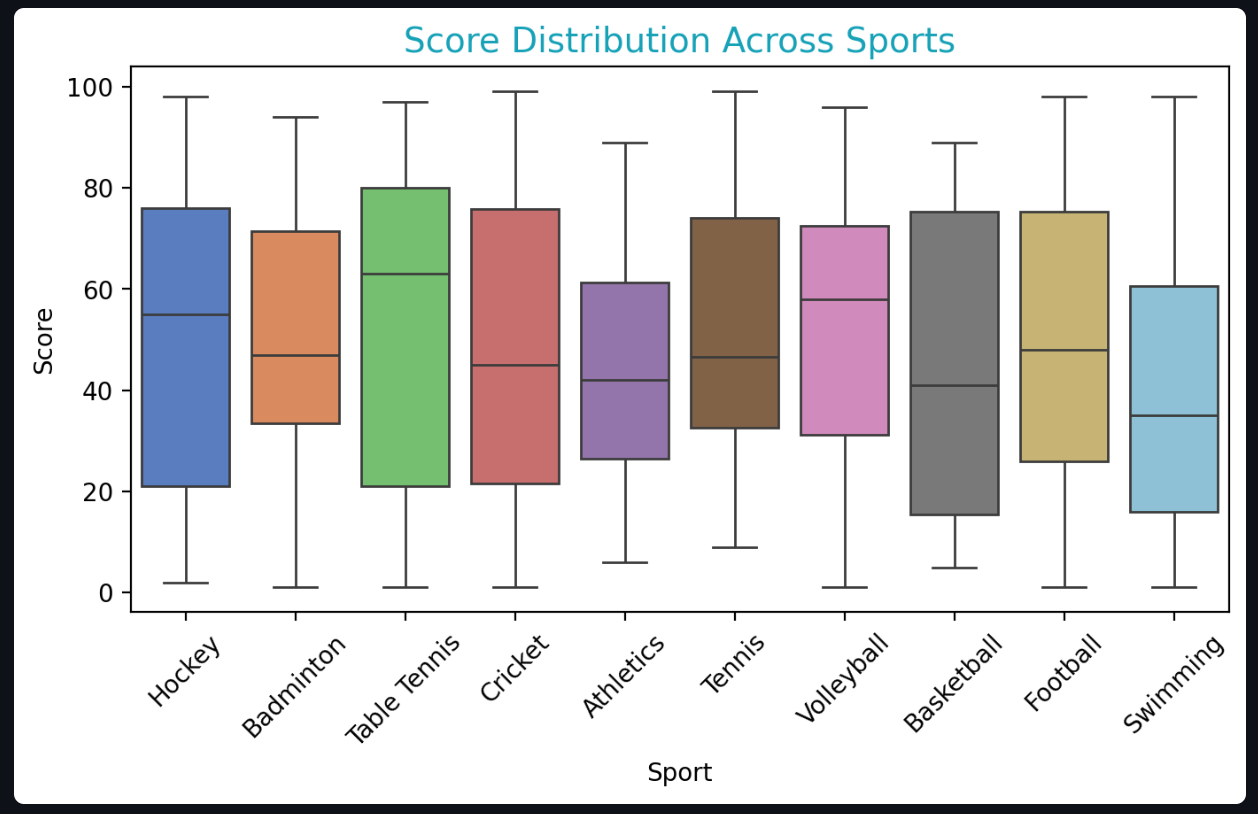 Score Distribution Across Sports
100
80
60
40
20
0
Score
Hockey
Badminton
Table Tennis
Cricket
Athletics
Tennis
Volleyball
Basketball
Football
Swimming
Sport